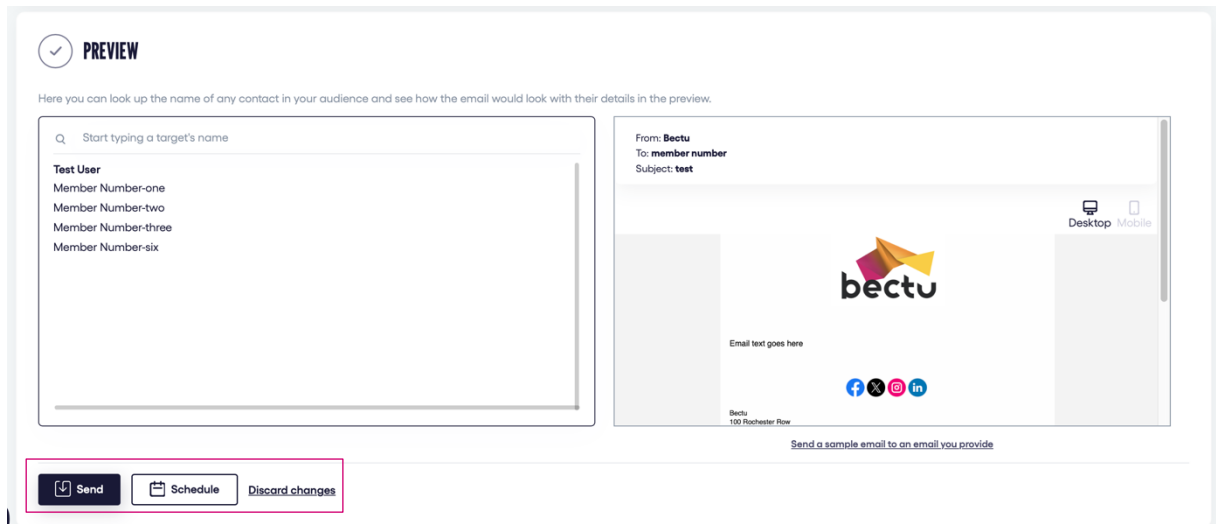 PREVIEW
Here you can look up the name of any contact in your audience and see how the email would look with their details in the preview.
Start typing a target's name
Test User
Member Number-one
Member Number-two
Member Number-three
Member Number-six
From: Bectu
To: member number
Subject: test
Desktop Mobile
bectu
Email text goes here
Bectu
100 Rochester Row
Send a sample email to an email you provide
Send
Schedule
Discard changes